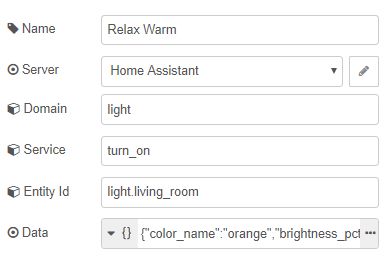 Name Relax Warm
Server Home Assistant
Domain light
Service turn_on
Entity Id light.living_room
Data {} {"color_name":"orange","brightness_pct ...